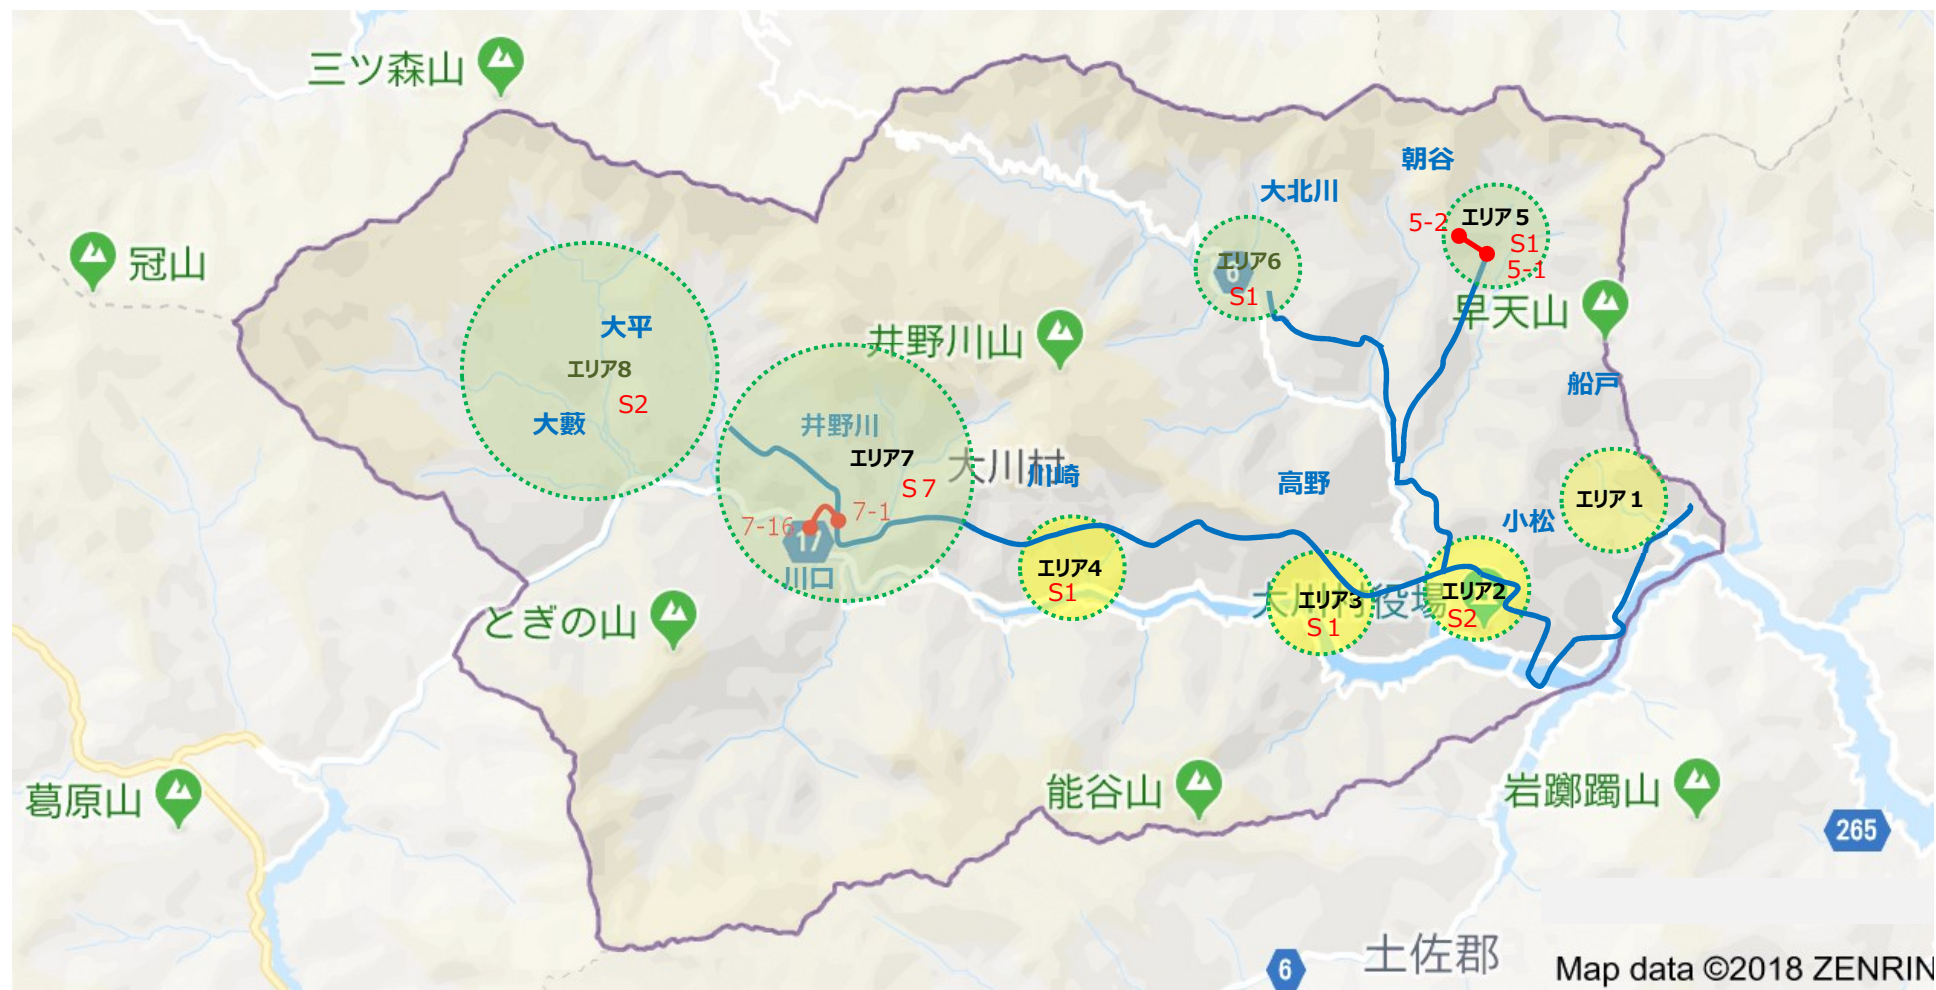 三ツ森山
朝谷
大北川
5-2
エリア5
S1
5-1
冠山
エリア6
6
S1
早天山
大平
井野川山
エリア8
S2
大藪
船戸
井野川
エリア7
S7
大川村
川崎
高野
7-16
7-1
17
川口
エリア1
小松
エリア4
S1
大川村役場
エリア3
S1
エリア2
S2
とぎの山
葛原山
能谷山
岩躑躅山
265
6
土佐郡
Map data ©2018 ZENRIN